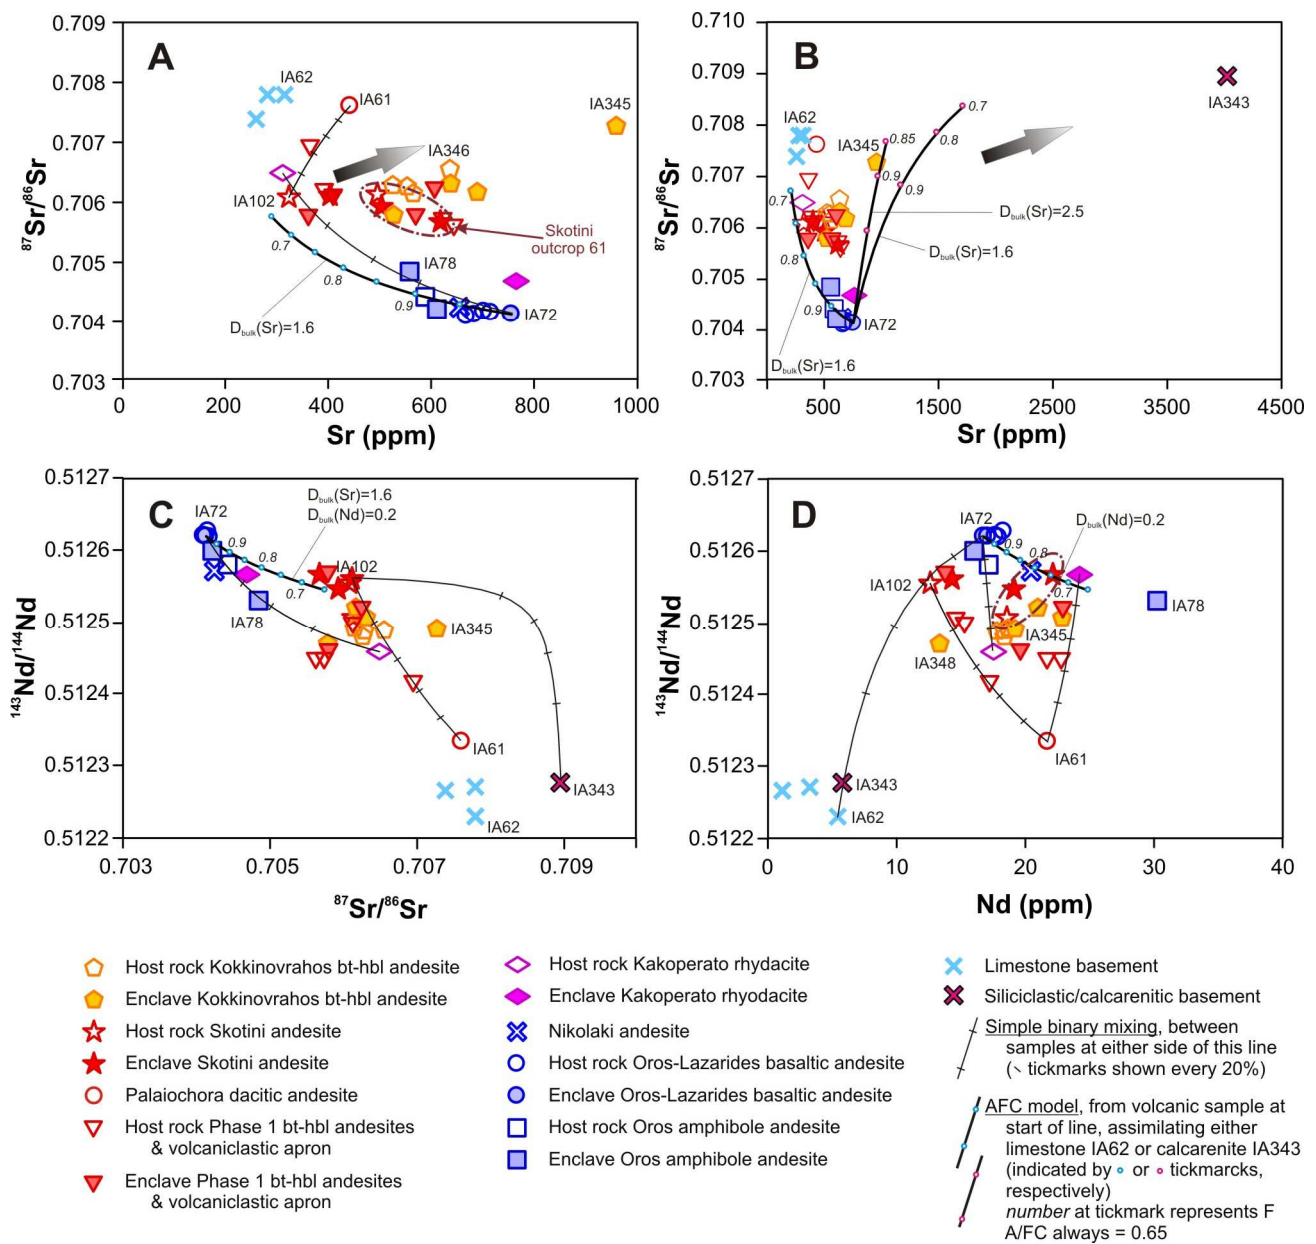 A
0.709
0.708
0.707
0.706
0.705
0.704
0.703
87Sr/86Sr
IA62
IA61
IA345
IA346
IA102
Skotini
outcrop 61
IA78
0.7
0.8
0.9
IA72
Dbulk(Sr)=1.6
0
200
400
600
800
1000
Sr (ppm)
B
0.710
0.709
0.708
0.707
0.706
0.705
0.704
0.703
87Sr/86Sr
IA343
IA62
IA345
0.85
0.7
0.8
0.9
0.9
0.7
0.8
0.9
Dbulk(Sr)=2.5
Dbulk(Sr)=1.6
IA72
Dbulk(Sr)=1.6
500
1500
2500
3500
4500
Sr (ppm)
C
0.5127
0.5126
0.5125
0.5124
0.5123
0.5122
143Nd/144Nd
IA72
Dbulk(Sr)=1.6
Dbulk(Nd)=0.2
0.9
0.8
0.7
IA102
IA78
IA345
IA61
IA343
IA62
0.703
0.705
0.707
0.709
87Sr/86Sr
D
0.5127
0.5126
0.5125
0.5124
0.5123
0.5122
143Nd/144Nd
IA72
Dbulk(Nd)=0.2
0.9
0.8
0.7
IA102
IA78
IA345
IA348
IA61
IA343
IA62
0
10
20
30
40
Nd (ppm)
Host rock Kokkinovrahos bt-hbl andesite
Enclave Kokkinovrahos bt-hbl andesite
Host rock Skotini andesite
Enclave Skotini andesite
Palaiochora dacitic andesite
Host rock Phase 1 bt-hbl andesites
& volcaniclastic apron
Enclave Phase 1 bt-hbl andesites
& volcaniclastic apron
Host rock Kakoperato rhydacite
Enclave Kakoperato rhyodacite
Nikolaki andesite
Host rock Oros-Lazarides basaltic andesite
Enclave Oros-Lazarides basaltic andesite
Host rock Oros amphibole andesite
Enclave Oros amphibole andesite
Limestone basement
Siliciclastic/calcarenitic basement
Simple binary mixing, between
samples at either side of this line
(⟍ tickmarks shown every 20%)
AFC model, from volcanic sample at
start of line, assimilating either
limestone IA62 or calcarenite IA343
(indicated by ∘ or ∘ tickmarcks,
respectively)
number at tickmark represents F
A/FC always = 0.65